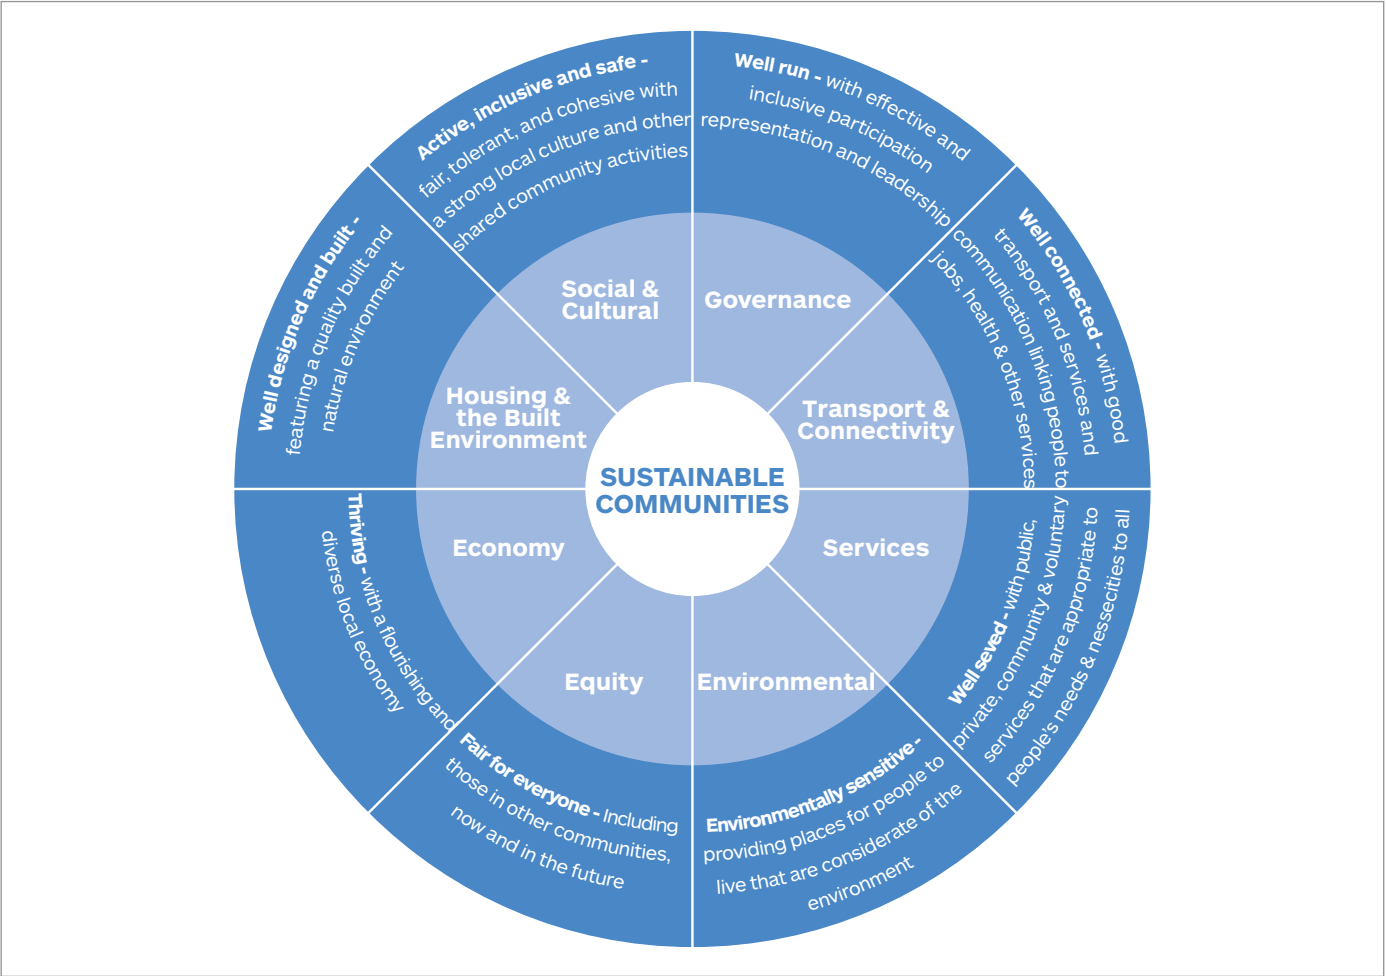 SUSTAINABLE
COMMUNITIES
Governance
Well run - with effective and
inclusive participation
representation and leadership
Transport &
Connectivity
Well connected - with good
transport and services and
communication linking people to
jobs, health & other services
Services
Well seved - with public,
private, community & voluntary
services that are appropriate to
people's needs & nessecities to all
Environmental
Environmentally sensitive -
providing places for people to
live that are considerate of the
environment
Equity
Fair for everyone - Including
those in other communities,
now and in the future
Economy
Thriving - with a flourishing and
diverse local economy
Housing &
the Built
Environment
Well designed and built -
featuring a quality built and
natural environment
Social &
Cultural
Active, inclusive and safe -
fair, tolerant, and cohesive with
a strong local culture and other
shared community activities